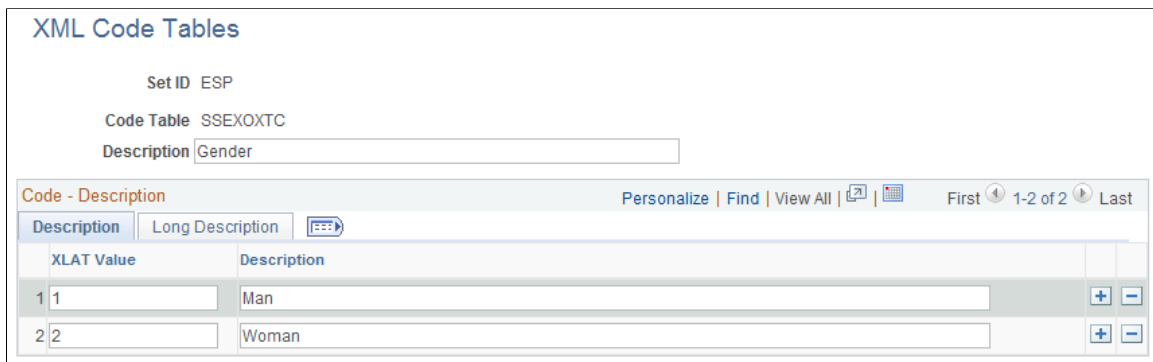 XML Code Tables
Set ID ESP
Code Table SSEXOXTC
Description Gender
Code - Description Personalize | Find | View All | | First 1-2 of 2 Last
Description Long Description
XLAT Value Description
1 1 Man + −
2 2 Woman + −